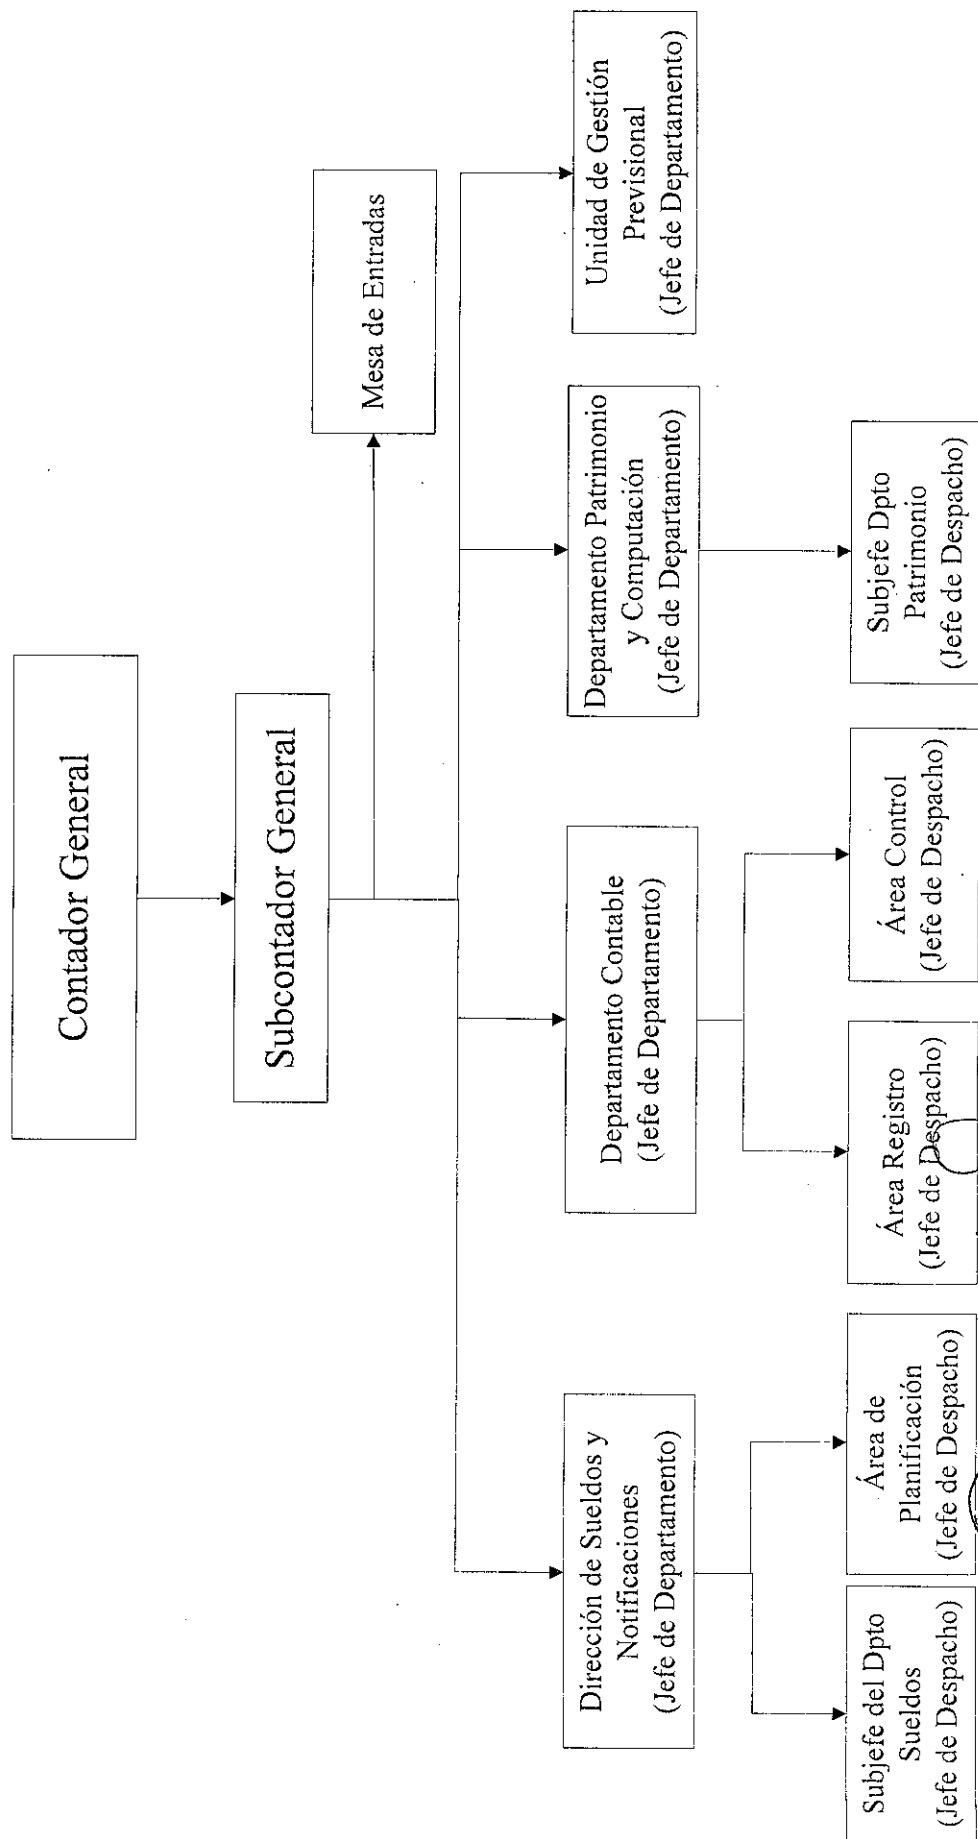 Contador General
Subcontador General
Mesa de Entradas
Dirección de Sueldos y
Notificaciones
(Jefe de Departamento)
Departamento Contable
(Jefe de Departamento)
Departamento Patrimonio
y Computación
(Jefe de Departamento)
Unidad de Gestión
Previsional
(Jefe de Departamento)
Subjefe del Dpto
Sueldos
(Jefe de Despacho)
Área de
Planificación
(Jefe de Despacho)
Área Registro
(Jefe de Despacho)
Área Control
(Jefe de Despacho)
Subjefe Dpto
Patrimonio
(Jefe de Despacho)